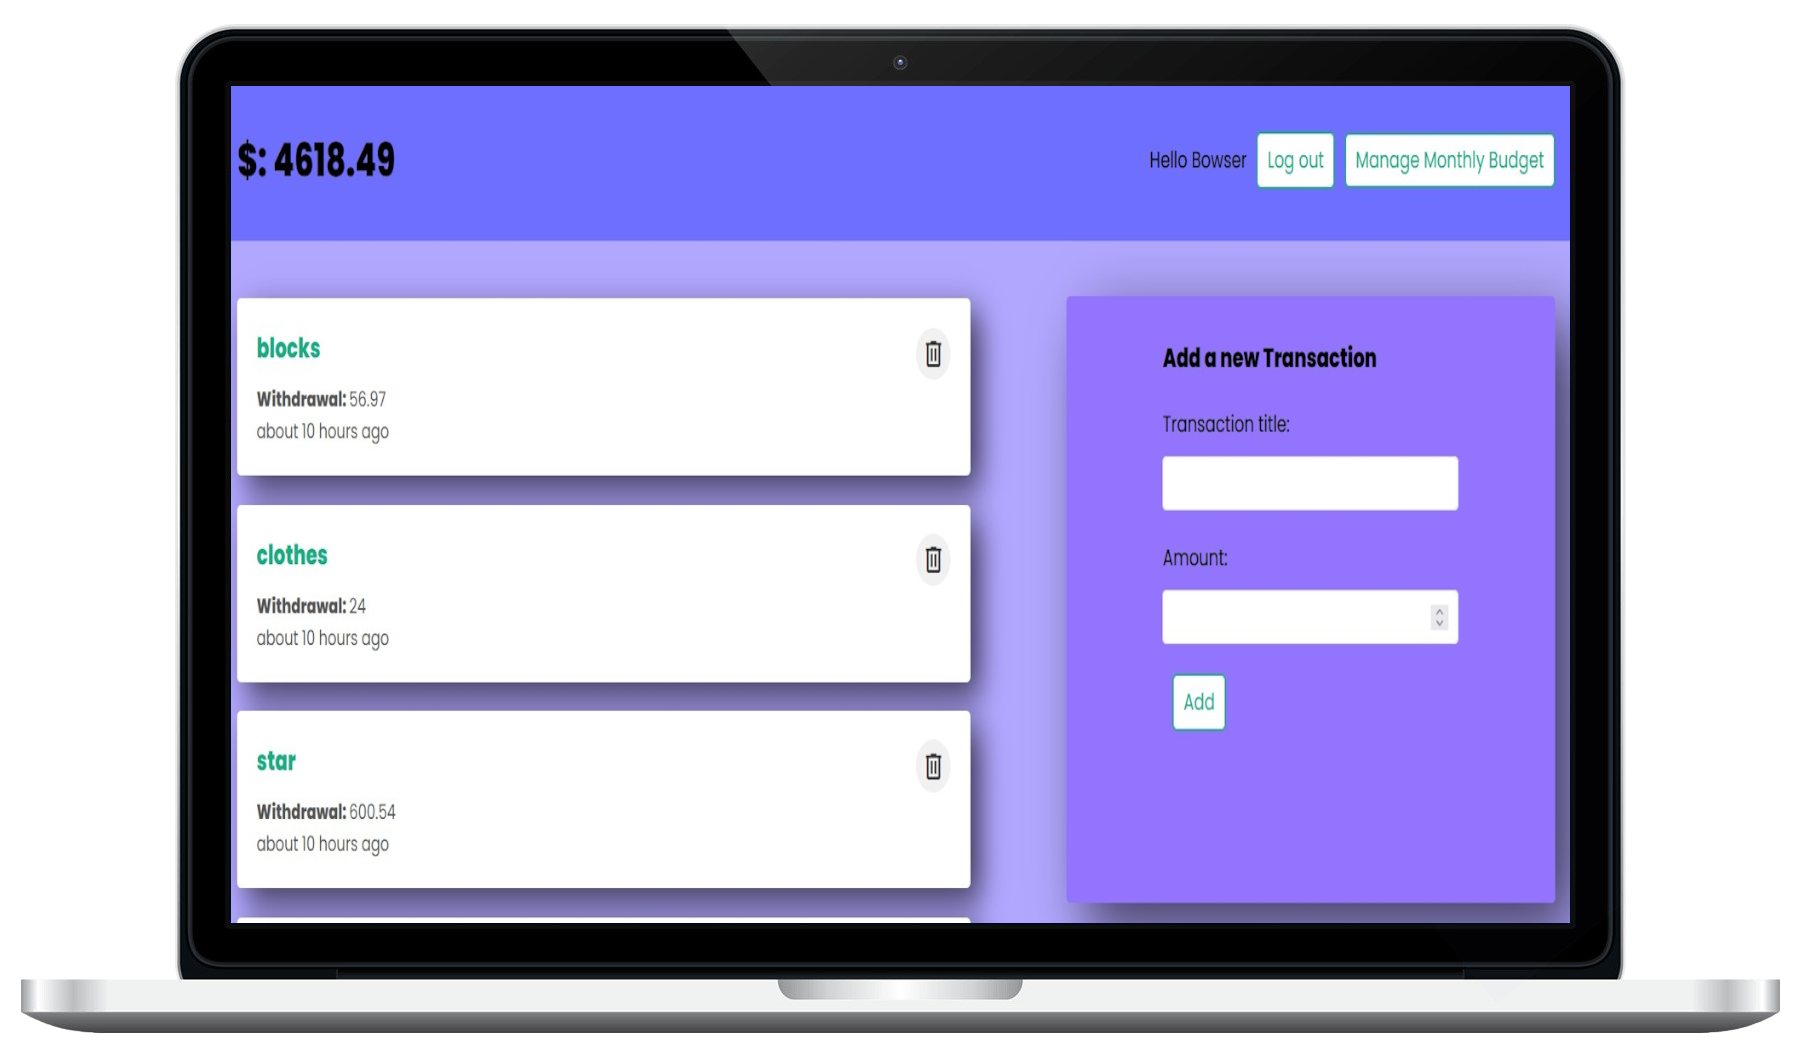 $: 4618.49
Hello Bowser
Log out
Manage Monthly Budget
blocks
Withdrawal: 56.97
about 10 hours ago
clothes
Withdrawal: 24
about 10 hours ago
star
Withdrawal: 600.54
about 10 hours ago
Add a new Transaction
Transaction title:
Amount:
Add